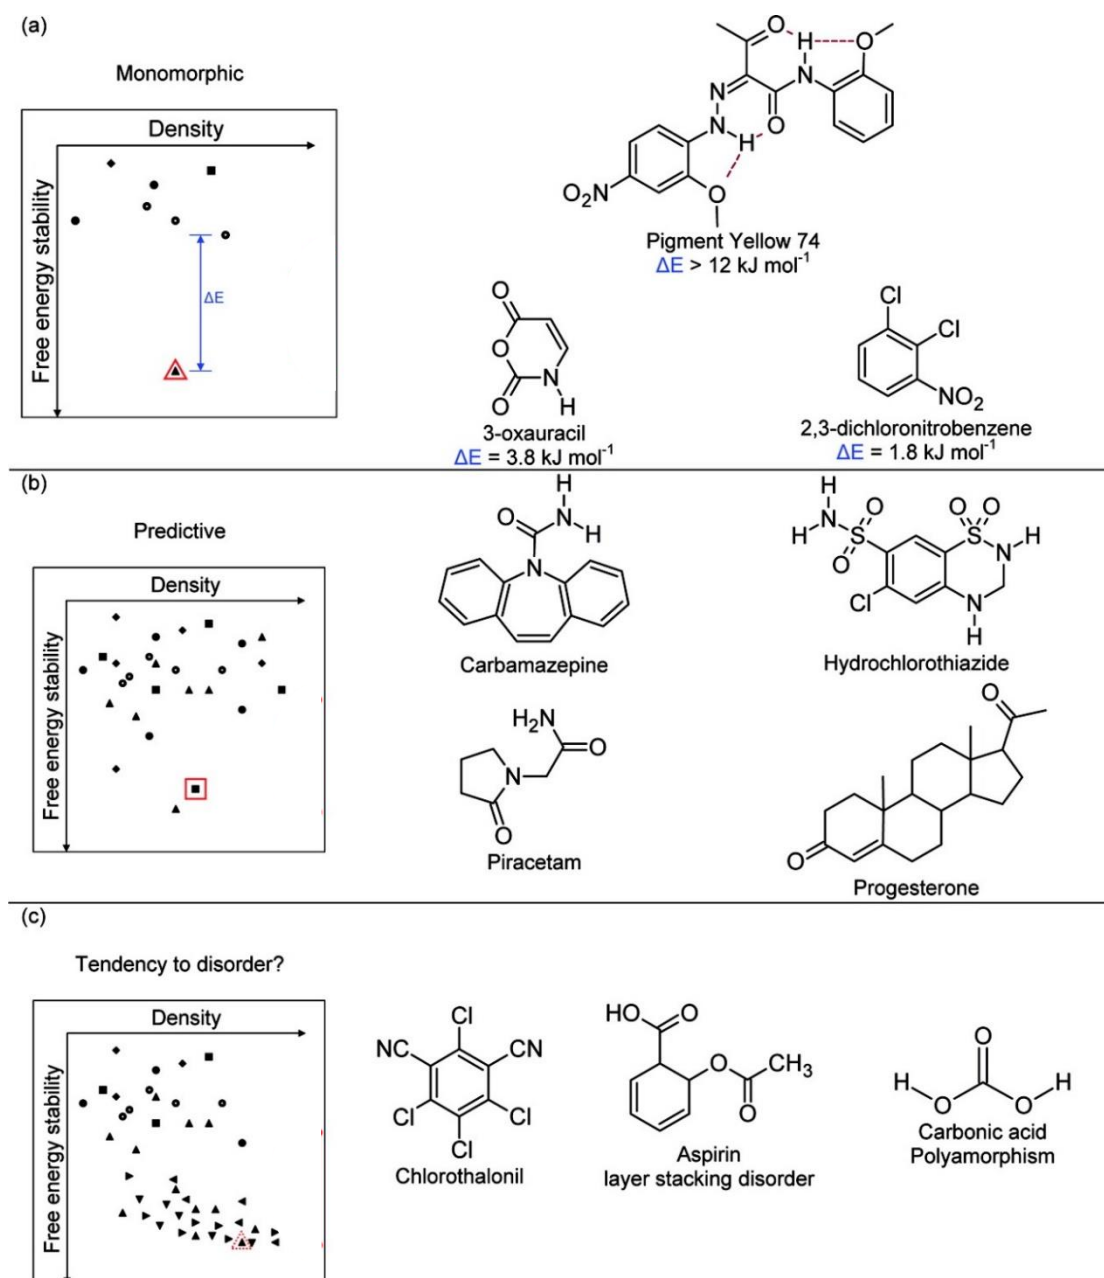 (a)
Monomorphic
Density
Free energy stability
ΔE
O
H
O
N
N
N
O
H
O₂N
O
Pigment Yellow 74
ΔE > 12 kJ mol⁻¹
O
O
N
O
H
3-oxauracil
ΔE = 3.8 kJ mol⁻¹
Cl
Cl
NO₂
2,3-dichloronitrobenzene
ΔE = 1.8 kJ mol⁻¹
(b)
Predictive
Density
Free energy stability
H
O
N
H
N
Carbamazepine
H
N
H
O
S
O
O
O
S
N
H
Cl
N
H
Hydrochlorothiazide
H₂N
O
N
O
Piracetam
O
O
Progesterone
(c)
Tendency to disorder?
Density
Free energy stability
Cl
NC
CN
Cl
Cl
Cl
Chlorothalonil
HO
O
O
CH₃
O
Aspirin
layer stacking disorder
O
H
O
O
H
Carbonic acid
Polyamorphism